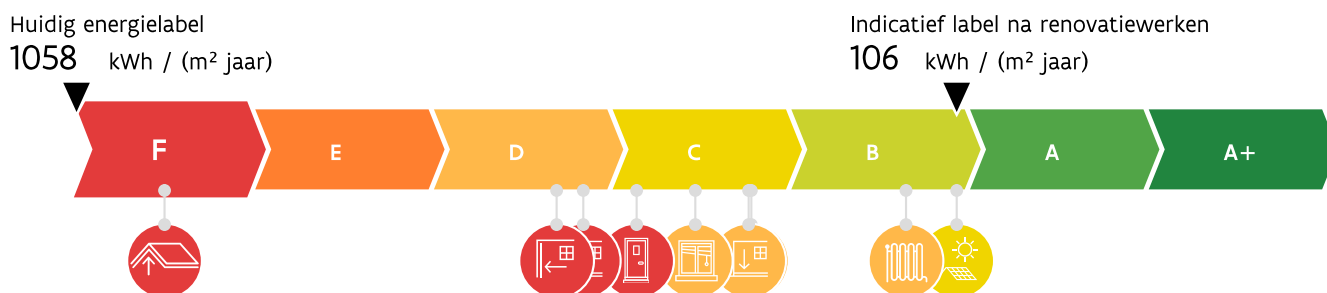 Huidig energielabel
1058 kWh / (m² jaar)
Indicatief label na renovatiewerken
106 kWh / (m² jaar)
F E D C B A A+